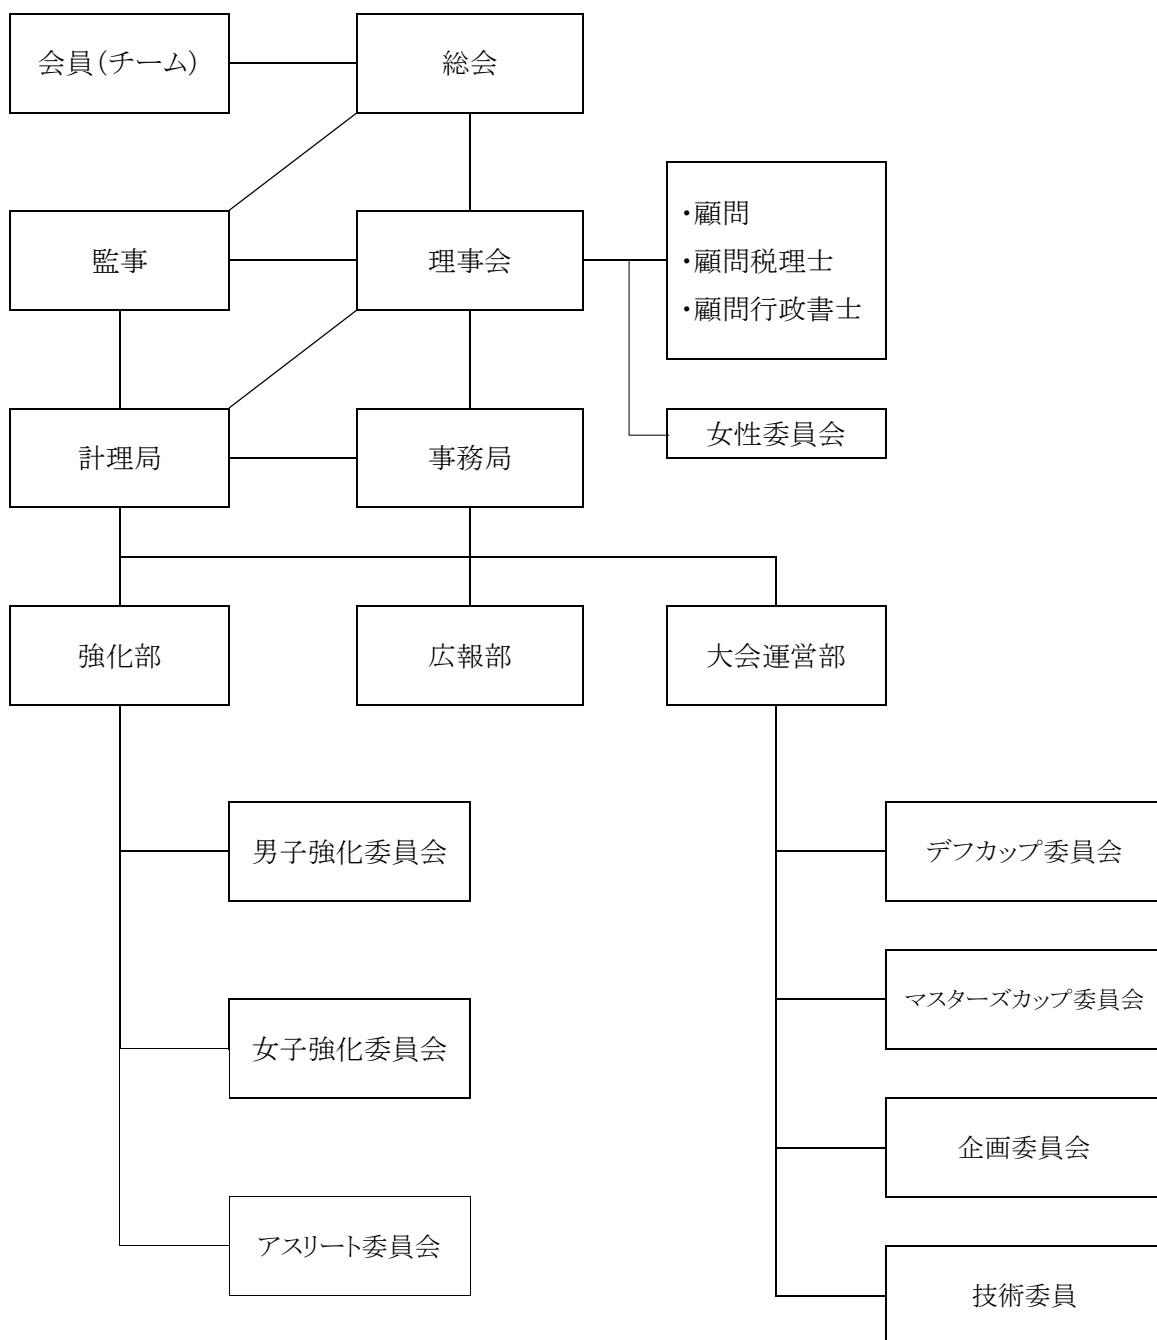 会員(チーム)
総会
・顧問
・顧問税理士
・顧問行政書士
監事
理事会
女性委員会
計理局
事務局
強化部
広報部
大会運営部
男子強化委員会
デフカップ委員会
マスターズカップ委員会
女子強化委員会
企画委員会
アスリート委員会
技術委員